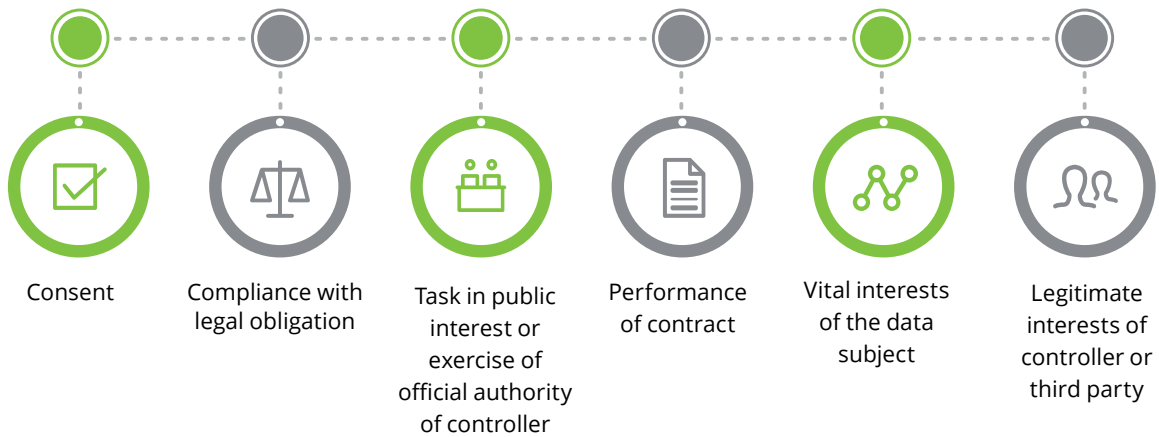 Consent
Compliance with
legal obligation
Task in public
interest or
exercise of
official authority
of controller
Performance
of contract
Vital interests
of the data
subject
Legitimate
interests of
controller or
third party